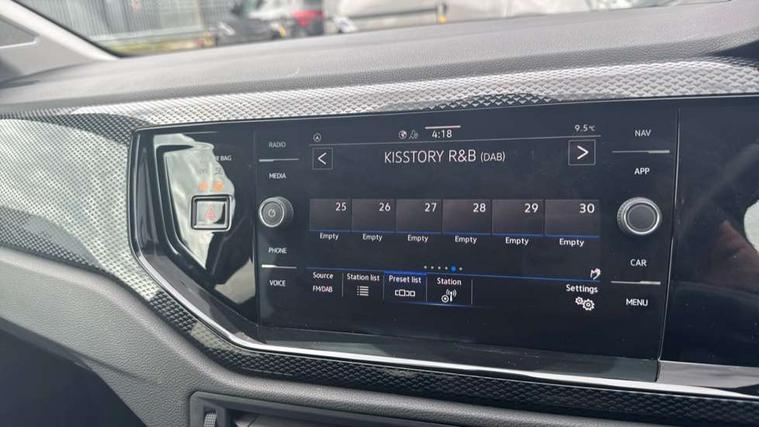 RADIO
MEDIA
PHONE
VOICE
BAG
4:18
9.5°C
< KISSTORY R&B (DAB) >
25 26 27 28 29 30
Empty Empty Empty Empty Empty Empty
Source Station list Preset list Station Settings
FM/DAB
NAV
APP
CAR
MENU